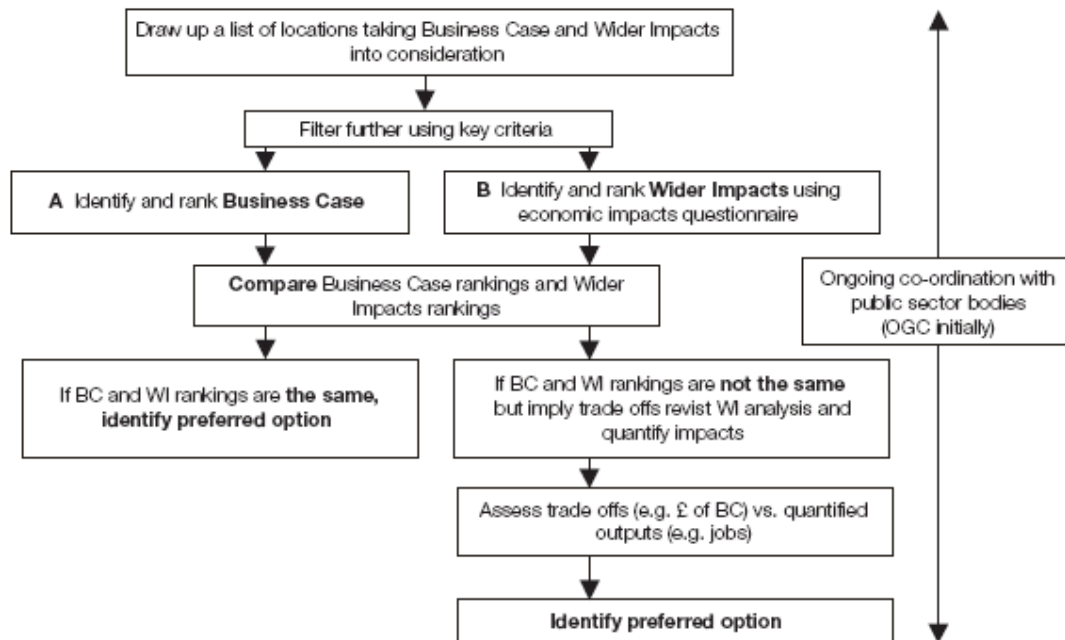 Draw up a list of locations taking Business Case and Wider Impacts
into consideration
Filter further using key criteria
A Identify and rank Business Case
B Identify and rank Wider Impacts using
economic impacts questionnaire
Compare Business Case rankings and Wider
Impacts rankings
Ongoing co-ordination with
public sector bodies
(OGC initially)
If BC and WI rankings are the same,
identify preferred option
If BC and WI rankings are not the same
but imply trade offs revist WI analysis and
quantify impacts
Assess trade offs (e.g. £ of BC) vs. quantified
outputs (e.g. jobs)
Identify preferred option